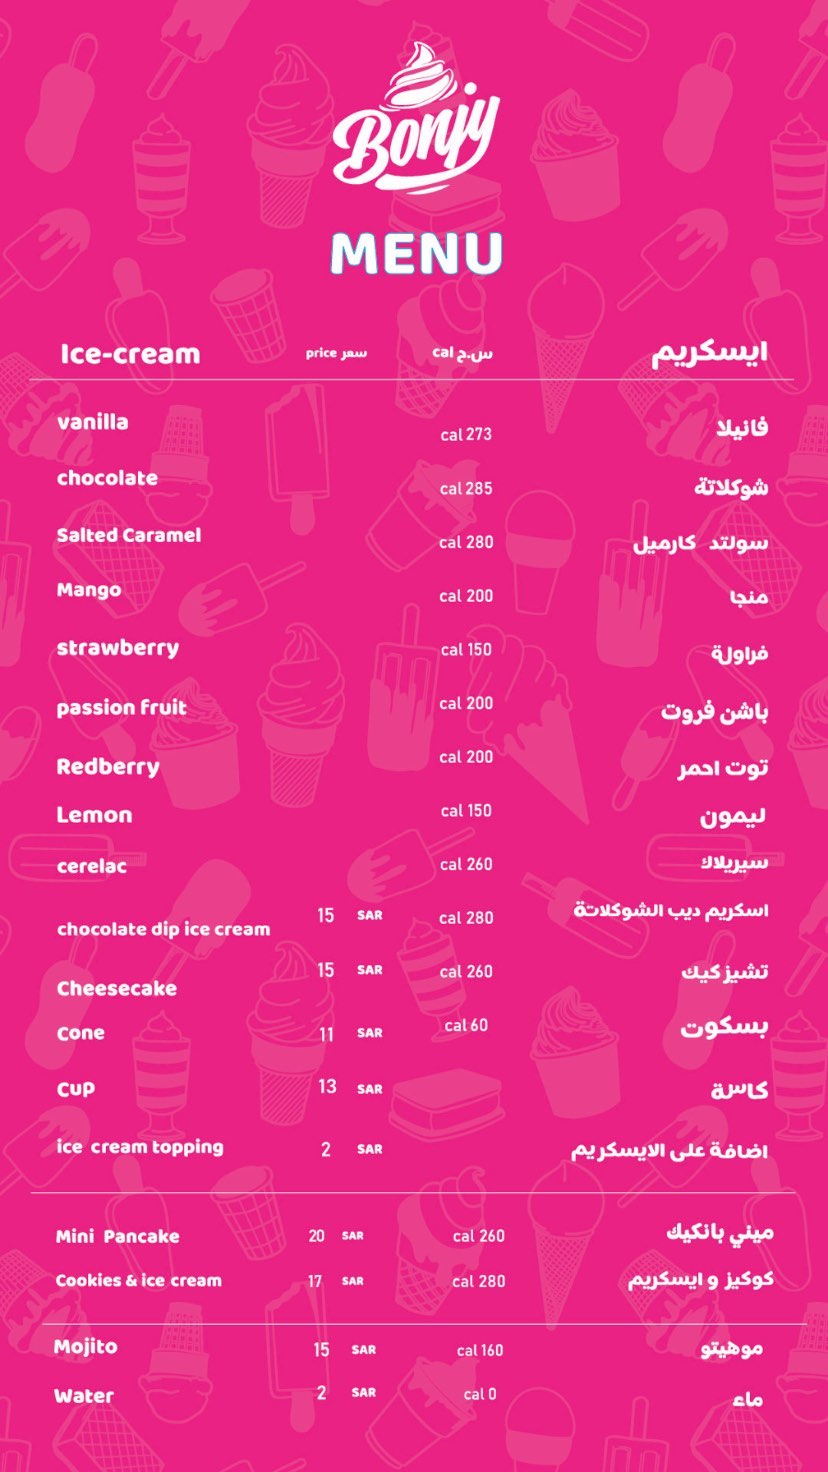 Bonjy
MENU
Ice-cream price سعر cal س.ح ايسكريم
vanilla cal 273 فانيلا
chocolate cal 285 شوكلاتة
Salted Caramel cal 280 سولتد كارميل
Mango cal 200 منجا
strawberry cal 150 فراولة
passion fruit cal 200 باشن فروت
Redberry cal 200 توت احمر
Lemon cal 150 ليمون
cerelac cal 260 سيريلاك
chocolate dip ice cream 15 SAR cal 280 اسكريم ديب الشوكلاتة
Cheesecake 15 SAR cal 260 تشيز كيك
Cone 11 SAR cal 60 بسكوت
Cup 13 SAR كاسة
ice cream topping 2 SAR اضافة على الايسكريم
Mini Pancake 20 SAR cal 260 ميني بانكيك
Cookies & ice cream 17 SAR cal 280 كوكيز و ايسكريم
Mojito 15 SAR cal 160 موهيتو
Water 2 SAR cal 0 ماء